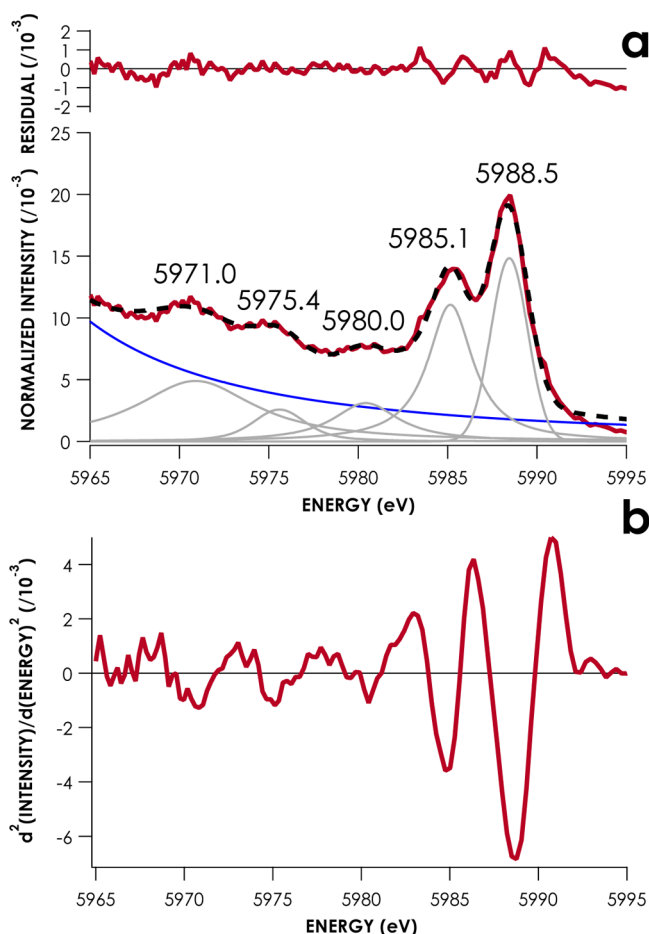 a
RESIDUAL (/10⁻³)
2
1
0
-1
-2
NORMALIZED INTENSITY (/10⁻³)
25
20
15
10
5
0
5971.0
5975.4
5980.0
5985.1
5988.5
5965 5970 5975 5980 5985 5990 5995
ENERGY (eV)
b
d²(INTENSITY)/d(ENERGY)² (/10⁻³)
4
2
0
-2
-4
-6
5965 5970 5975 5980 5985 5990 5995
ENERGY (eV)